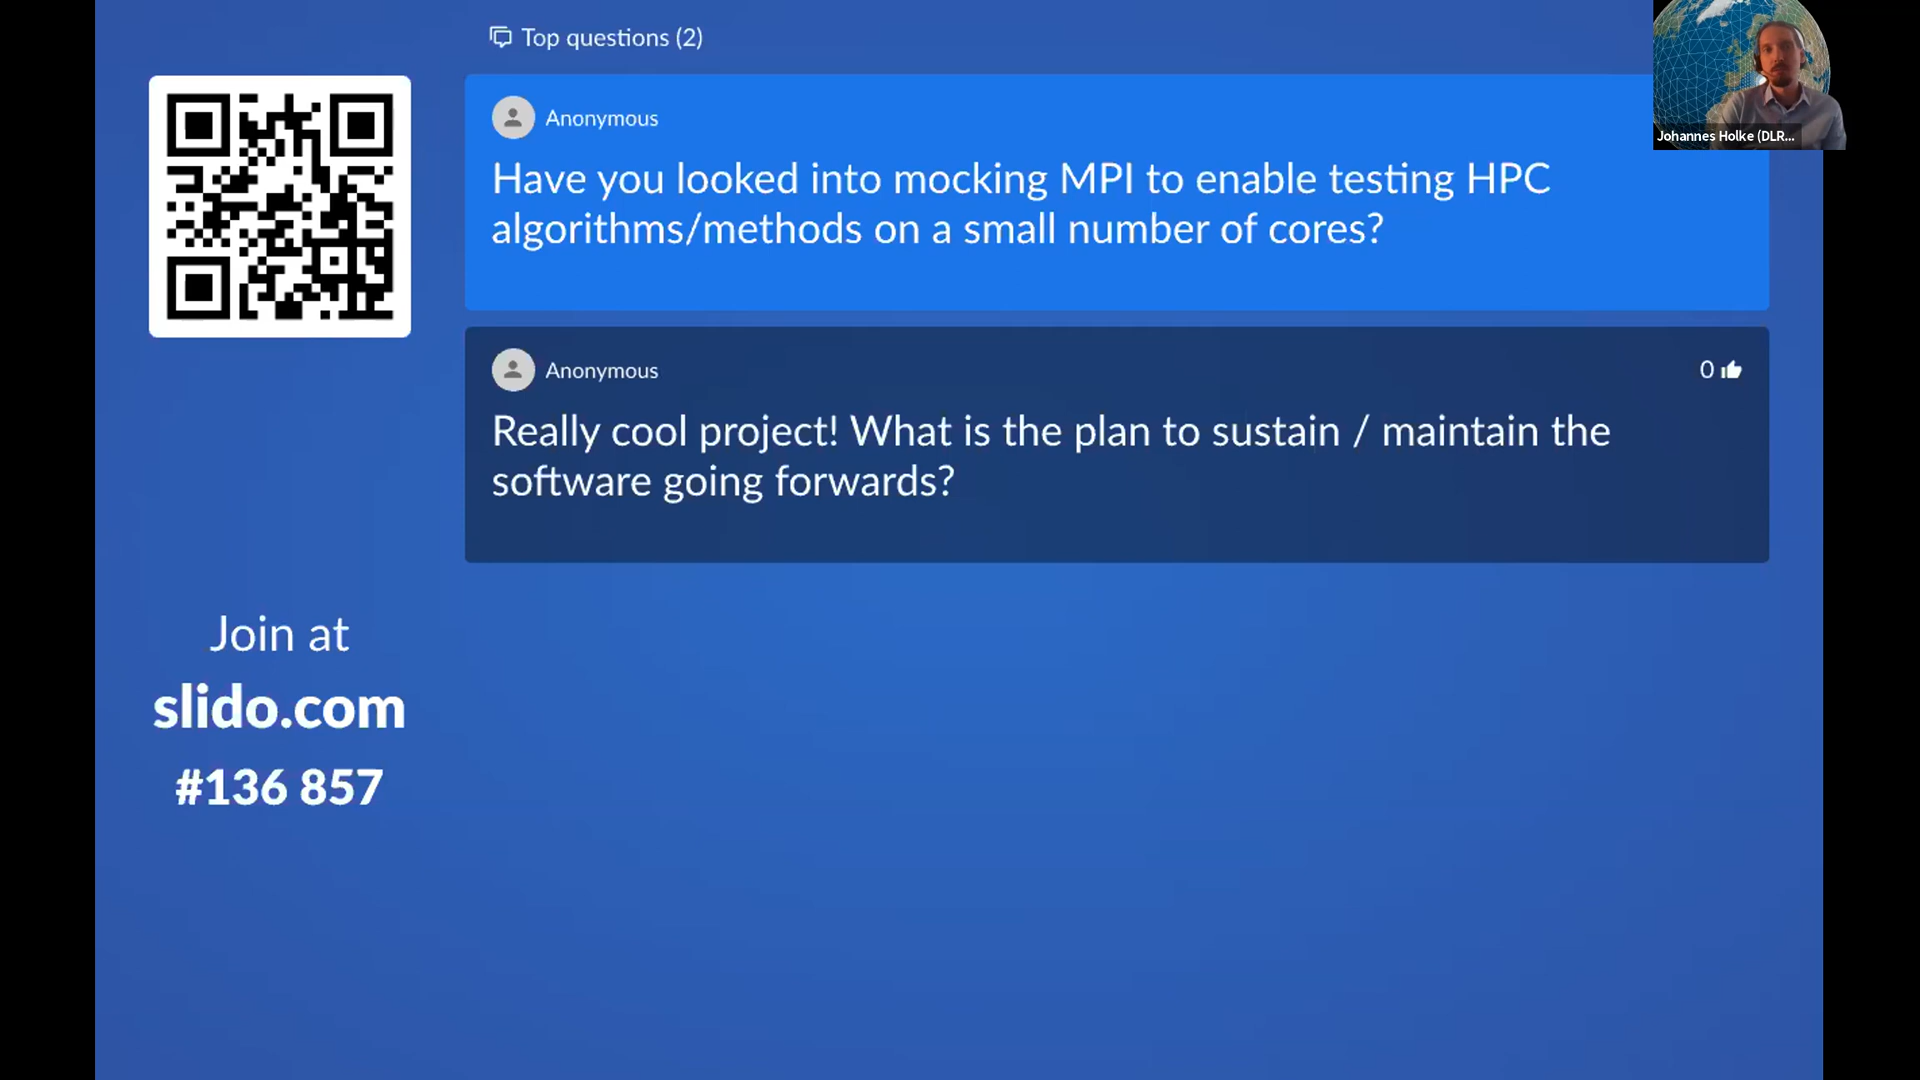 Top questions (2)
Anonymous
Have you looked into mocking MPI to enable testing HPC
algorithms/methods on a small number of cores?
Anonymous
0
Really cool project! What is the plan to sustain / maintain the
software going forwards?
Join at
slido.com
#136 857
Johannes Holke (DLR...